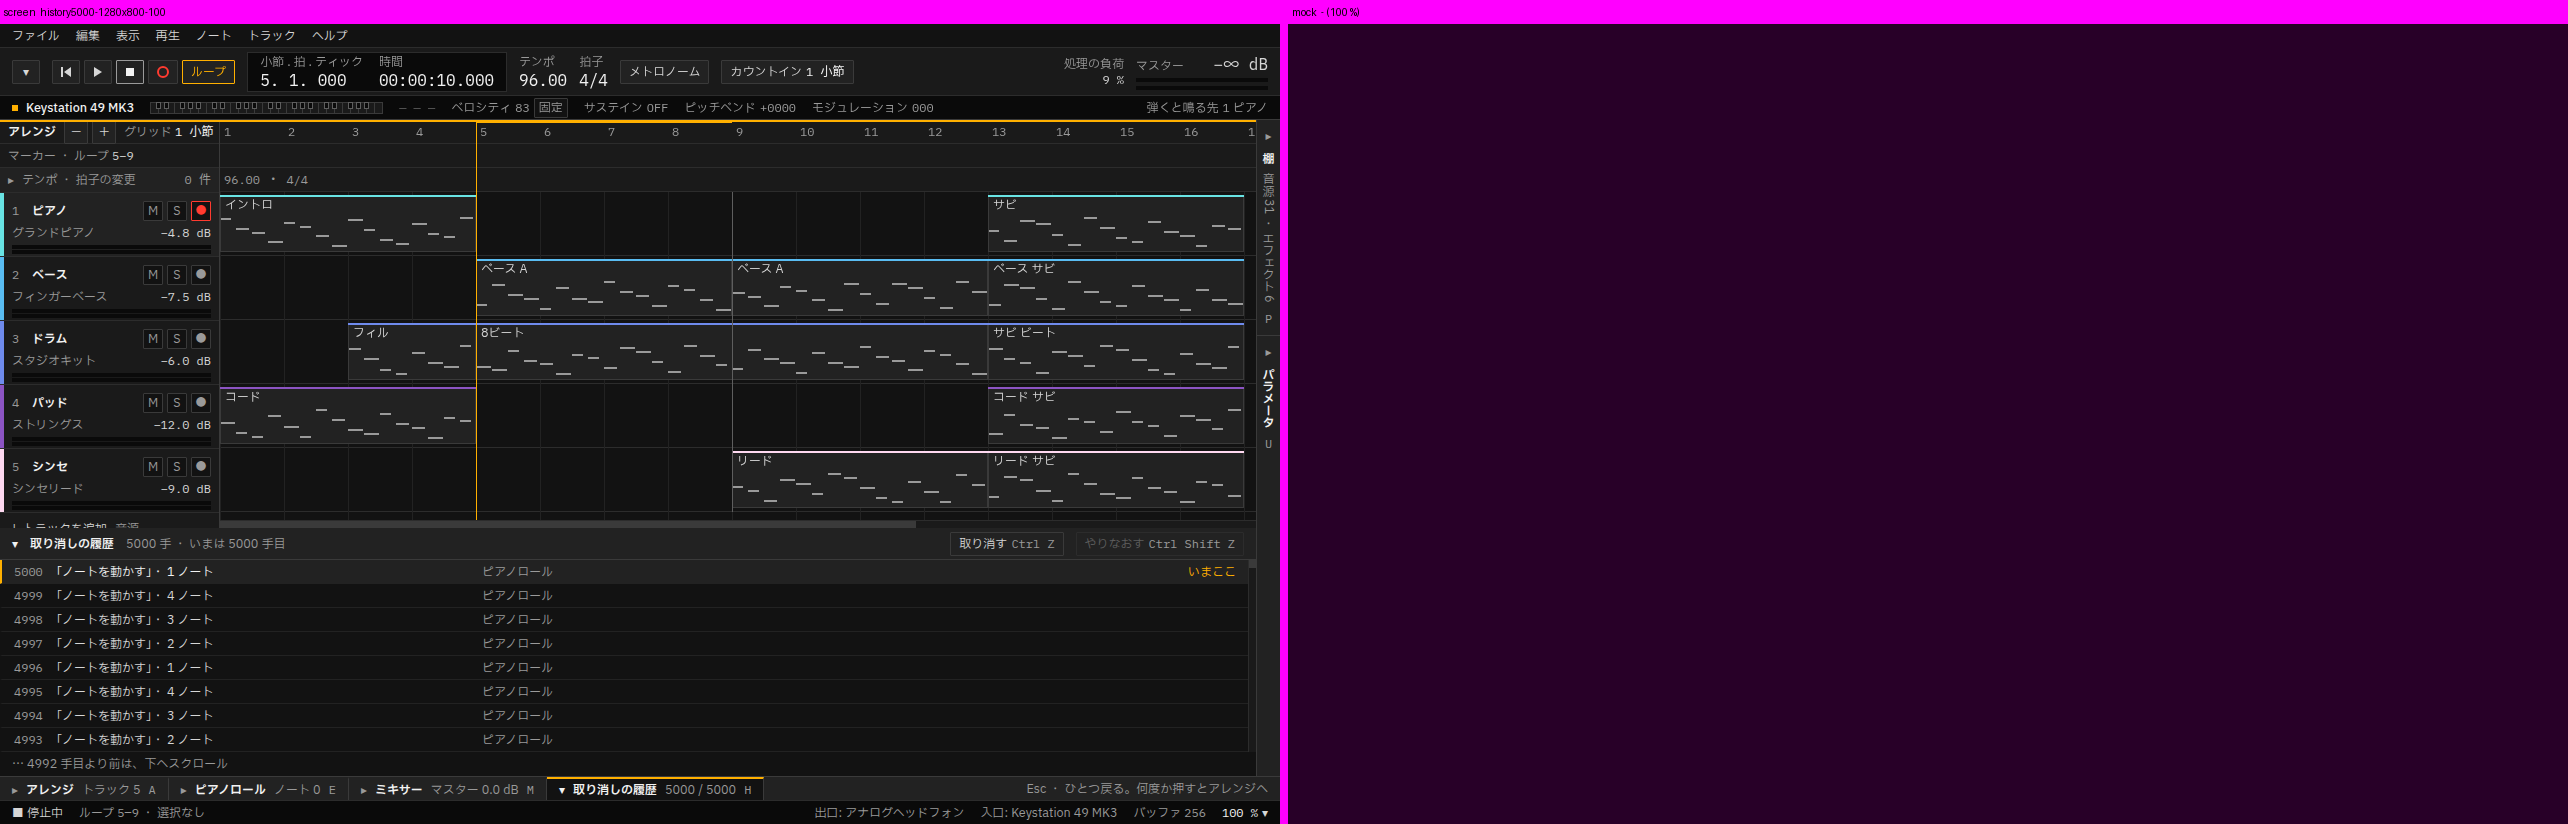 screen history5000-1280x800-100
mock - (100%)
ファイル 編集 表示 再生 ノート トラック ヘルプ
▾ ループ
小節.拍.ティック 時間 テンポ 拍子
5. 1. 000 00:00:10.000 96.00 4/4
メトロノーム カウントイン 1 小節
処理の負荷 9 %
マスター −∞ dB
Keystation 49 MK3 — — — ベロシティ 83 固定 サステイン OFF ピッチベンド +0000 モジュレーション 000 弾くと鳴る先 1 ピアノ
アレンジ − + グリッド 1 小節
1 2 3 4 5 6 7 8 9 10 11 12 13 14 15 16 1
マーカー · ループ 5–9
▸ テンポ · 拍子の変更 0 件
96.00 · 4/4
1 ピアノ M S
グランドピアノ −4.8 dB
イントロ サビ
2 ベース M S
フィンガーベース −7.5 dB
ベース A ベース A ベース サビ
3 ドラム M S
スタジオキット −6.0 dB
フィル 8ビート サビ ビート
4 パッド M S
ストリングス −12.0 dB
コード コード サビ
5 シンセ M S
シンセリード −9.0 dB
リード リード サビ
▸ 棚 音源31 · エフェクト6 P
▸ パラメータ U
▾ 取り消しの履歴 5000 手 · いまは 5000 手目
取り消す Ctrl Z やりなおす Ctrl Shift Z
5000 「ノートを動かす」· 1 ノート ピアノロール いまここ
4999 「ノートを動かす」· 4 ノート ピアノロール
4998 「ノートを動かす」· 3 ノート ピアノロール
4997 「ノートを動かす」· 2 ノート ピアノロール
4996 「ノートを動かす」· 1 ノート ピアノロール
4995 「ノートを動かす」· 4 ノート ピアノロール
4994 「ノートを動かす」· 3 ノート ピアノロール
4993 「ノートを動かす」· 2 ノート ピアノロール
… 4992 手目より前は、下へスクロール
▸ アレンジ トラック 5 A ▸ ピアノロール ノート 0 E ▸ ミキサー マスター 0.0 dB M ▾ 取り消しの履歴 5000 / 5000 H
Esc · ひとつ戻る。何度か押すとアレンジへ
■ 停止中 ループ 5–9 · 選択なし
出口: アナログヘッドフォン 入口: Keystation 49 MK3 バッファ 256 100 % ▾